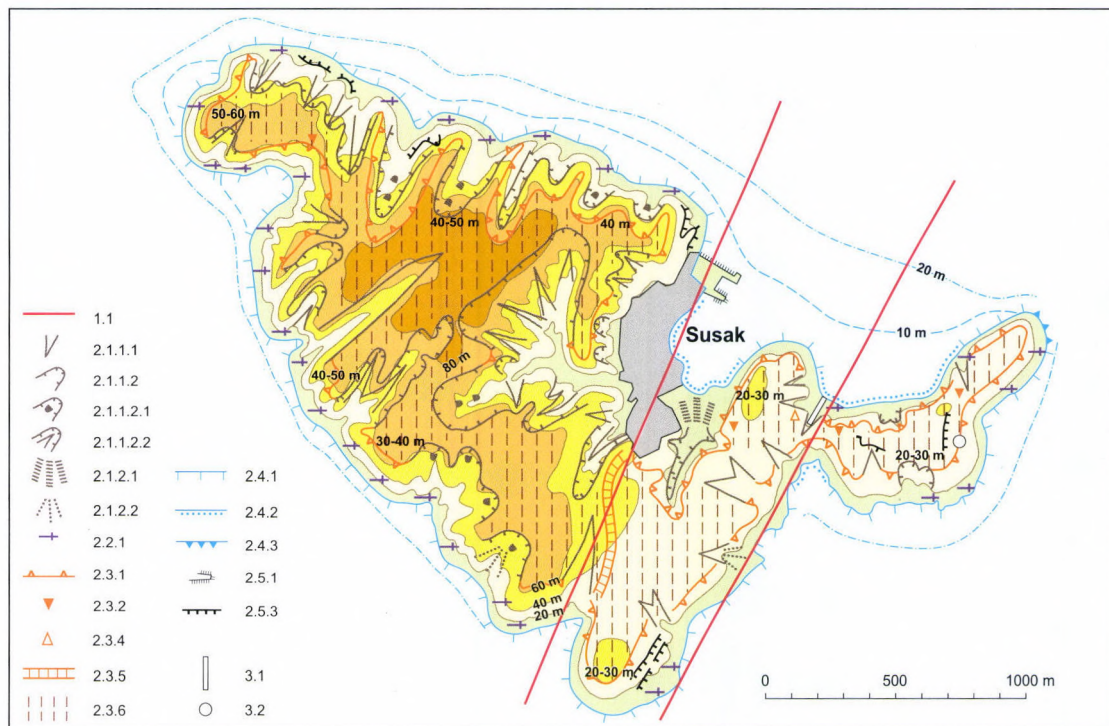 50-60 m
40-50 m
40 m
20 m
10 m
Susak
80 m
40-50 m
20-30 m
30-40 m
20-30 m
60 m
40 m
20 m
20-30 m
1.1
2.1.1.1
2.1.1.2
2.1.1.2.1
2.1.1.2.2
2.1.2.1
2.1.2.2
2.2.1
2.3.1
2.3.2
2.3.4
2.3.5
2.3.6
2.4.1
2.4.2
2.4.3
2.5.1
2.5.3
3.1
3.2
0 500 1000 m